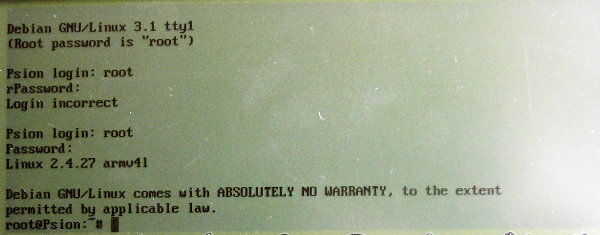 Debian GNU/Linux 3.1 tty1
(Root password is "root")
Psion login: root
rPassword:
Login incorrect
Psion login: root
Password:
Linux 2.4.27 armv4l
Debian GNU/Linux comes with ABSOLUTELY NO WARRANTY, to the extent
permitted by applicable law.
root@Psion:~#